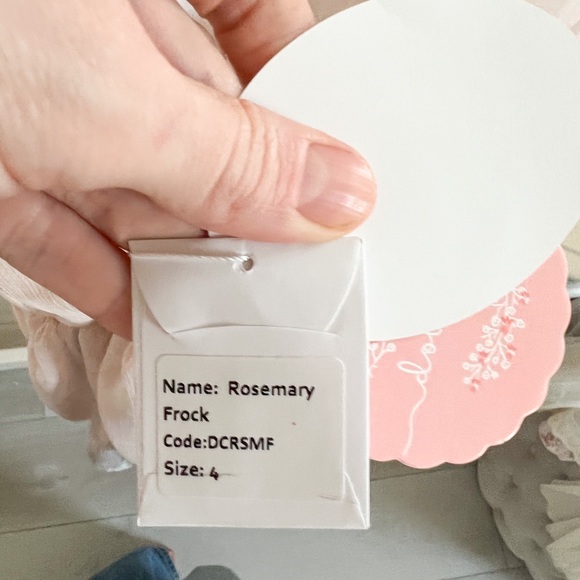 Name: Rosemary
Frock
Code:DCRSMF
Size: 4